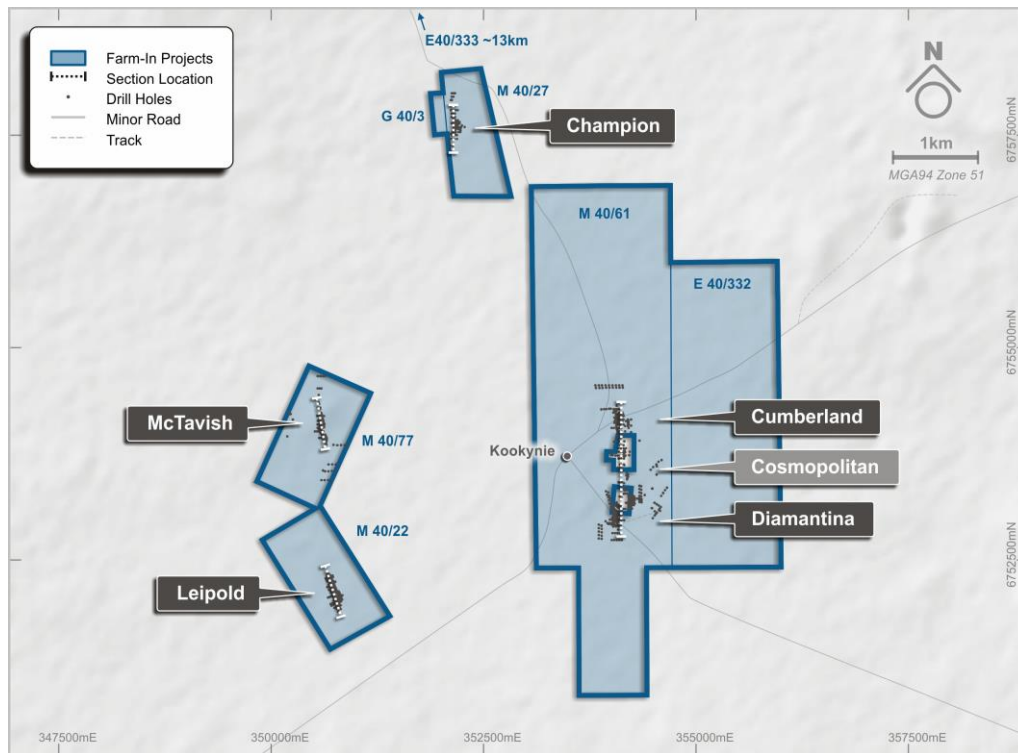 E40/333 ~13km
Farm-In Projects
Section Location
Drill Holes
Minor Road
Track
M 40/27
G 40/3
Champion
N
1km
MGA94 Zone 51
6757500mN
M 40/61
E 40/332
6755000mN
McTavish
M 40/77
Cumberland
Kookynie
Cosmopolitan
Diamantina
M 40/22
6752500mN
Leipold
347500mE
350000mE
352500mE
355000mE
357500mE